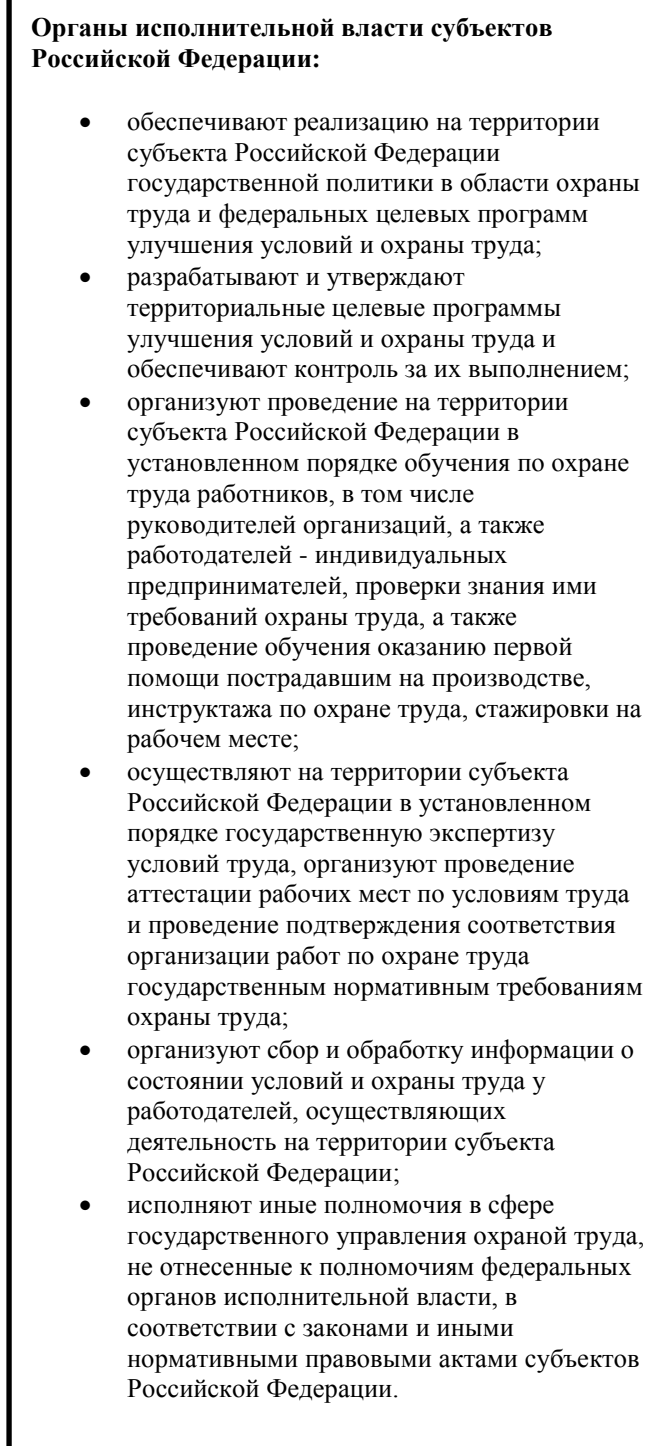 Органы исполнительной власти субъектов
Российской Федерации:
• обеспечивают реализацию на территории
субъекта Российской Федерации
государственной политики в области охраны
труда и федеральных целевых программ
улучшения условий и охраны труда;
• разрабатывают и утверждают
территориальные целевые программы
улучшения условий и охраны труда и
обеспечивают контроль за их выполнением;
• организуют проведение на территории
субъекта Российской Федерации в
установленном порядке обучения по охране
труда работников, в том числе
руководителей организаций, а также
работодателей - индивидуальных
предпринимателей, проверки знания ими
требований охраны труда, а также
проведение обучения оказанию первой
помощи пострадавшим на производстве,
инструктажа по охране труда, стажировки на
рабочем месте;
• осуществляют на территории субъекта
Российской Федерации в установленном
порядке государственную экспертизу
условий труда, организуют проведение
аттестации рабочих мест по условиям труда
и проведение подтверждения соответствия
организации работ по охране труда
государственным нормативным требованиям
охраны труда;
• организуют сбор и обработку информации о
состоянии условий и охраны труда у
работодателей, осуществляющих
деятельность на территории субъекта
Российской Федерации;
• исполняют иные полномочия в сфере
государственного управления охраной труда,
не отнесенные к полномочиям федеральных
органов исполнительной власти, в
соответствии с законами и иными
нормативными правовыми актами субъектов
Российской Федерации.